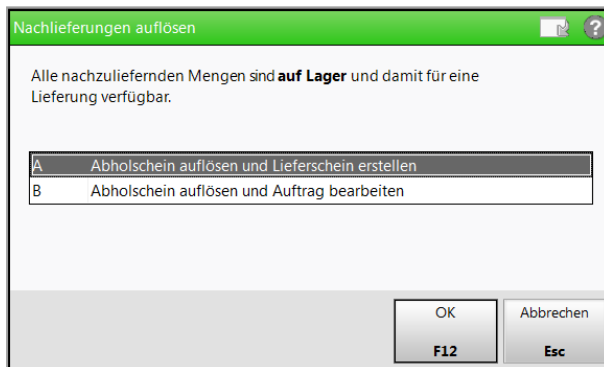 Nachlieferungen auflösen
?
Alle nachzuliefernden Mengen sind auf Lager und damit für eine
Lieferung verfügbar.
A Abholschein auflösen und Lieferschein erstellen
B Abholschein auflösen und Auftrag bearbeiten
OK Abbrechen
F12 Esc